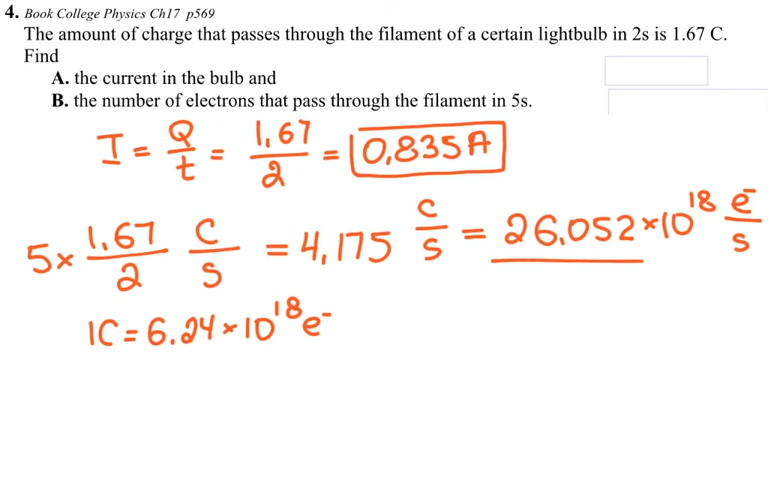 4. Book College Physics Ch17 p569
The amount of charge that passes through the filament of a certain lightbulb in 2s is 1.67 C.
Find
A. the current in the bulb and
B. the number of electrons that pass through the filament in 5s.
I = Q/t = 1,67/2 = 0,835A
5× 1,67/2 C/S = 4,175 C/S = 26,052×10^18 e⁻/s
1C = 6.24×10^18 e⁻